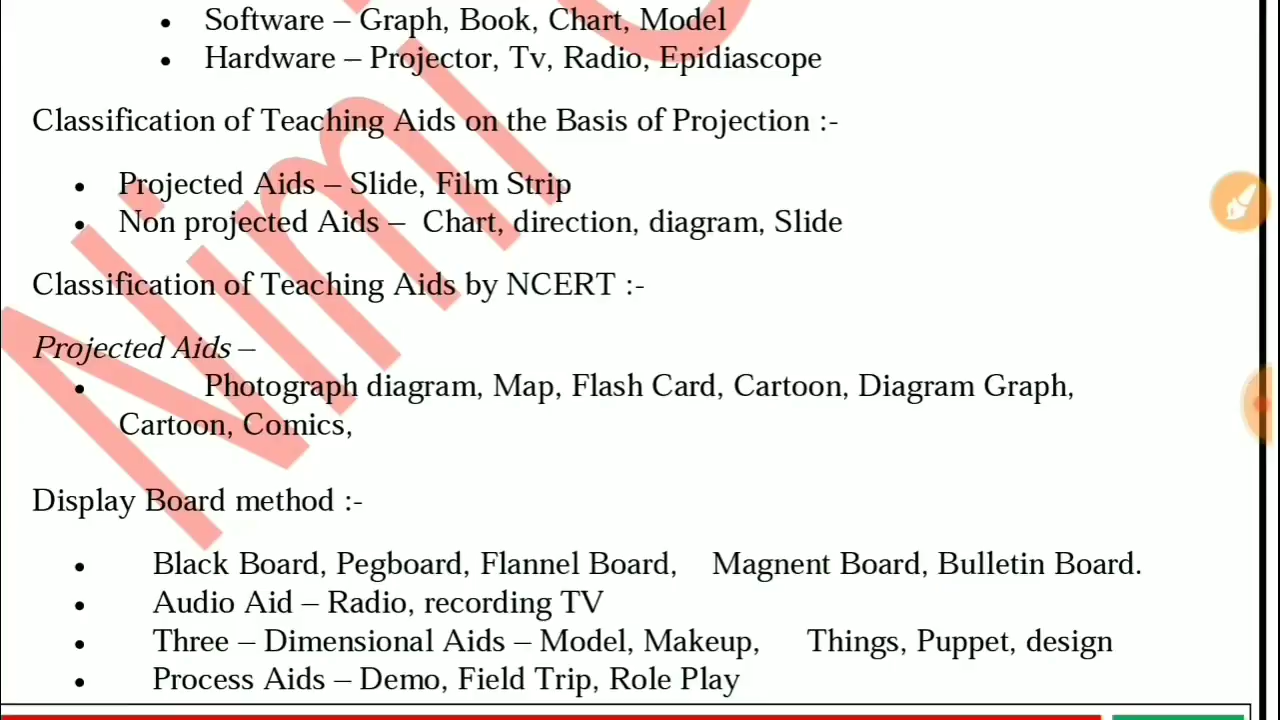 • Software – Graph, Book, Chart, Model
• Hardware – Projector, Tv, Radio, Epidiascope
Classification of Teaching Aids on the Basis of Projection :-
• Projected Aids – Slide, Film Strip
• Non projected Aids – Chart, direction, diagram, Slide
Classification of Teaching Aids by NCERT :-
Projected Aids –
• Photograph diagram, Map, Flash Card, Cartoon, Diagram Graph,
Cartoon, Comics,
Display Board method :-
• Black Board, Pegboard, Flannel Board, Magnent Board, Bulletin Board.
• Audio Aid – Radio, recording TV
• Three – Dimensional Aids – Model, Makeup, Things, Puppet, design
• Process Aids – Demo, Field Trip, Role Play